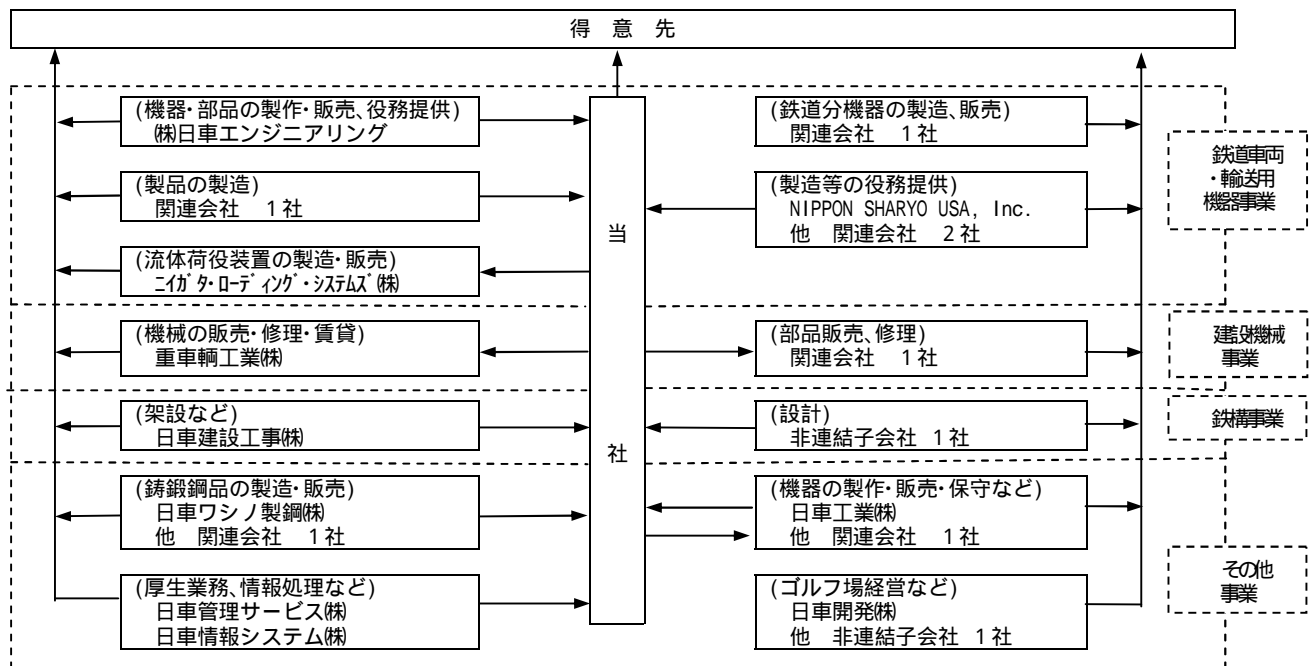 得 意 先
(機器・部品の製作・販売、役務提供)
㈱日車エンジニアリング
(鉄道分機器の製造、販売)
関連会社 1社
鉄道車両
・輸送用
機器事業
(製品の製造)
関連会社 1社
(製造等の役務提供)
NIPPON SHARYO USA, Inc.
他 関連会社 2社
当
社
(流体荷役装置の製造・販売)
ニイガタ・ローディング・システムズ㈱
(機械の販売・修理・賃貸)
重車輌工業㈱
(部品販売、修理)
関連会社 1社
建設機械
事業
(架設など)
日車建設工事㈱
(設計)
非連結子会社 1社
鉄構事業
(鋳鍛鋼品の製造・販売)
日車ワシノ製鋼㈱
他 関連会社 1社
(機器の製作・販売・保守など)
日車工業㈱
他 関連会社 1社
その他
事業
(厚生業務、情報処理など)
日車管理サービス㈱
日車情報システム㈱
(ゴルフ場経営など)
日車開発㈱
他 非連結子会社 1社